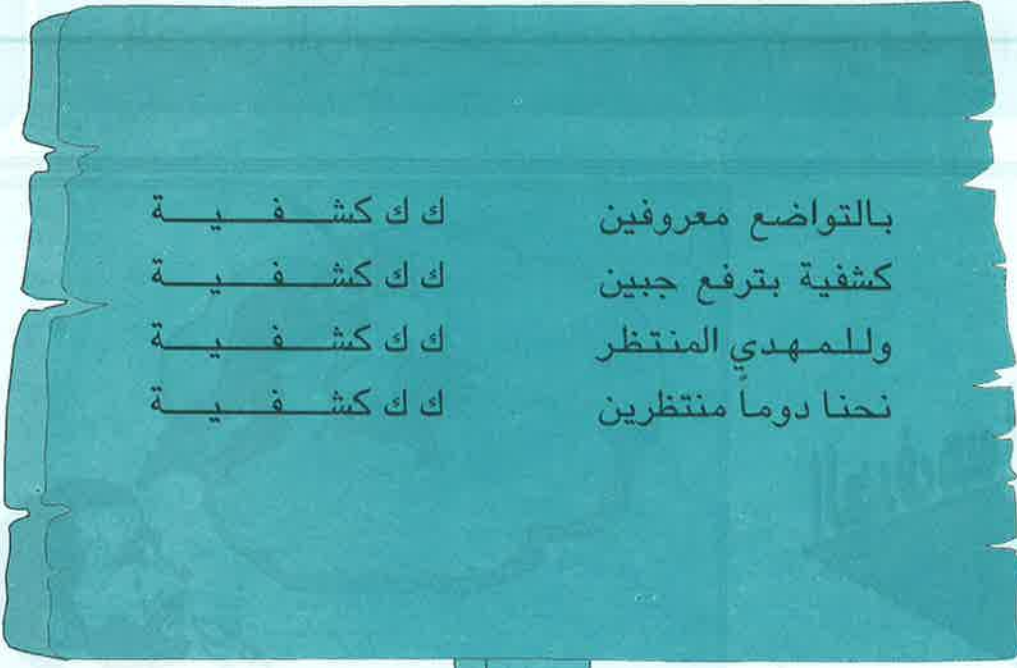 بالتواضع معروفين ك ك كشفية
كشفية بترفع جبين ك ك كشفية
وللمهدي المنتظر ك ك كشفية
نحنا دوماً منتظرين ك ك كشفية